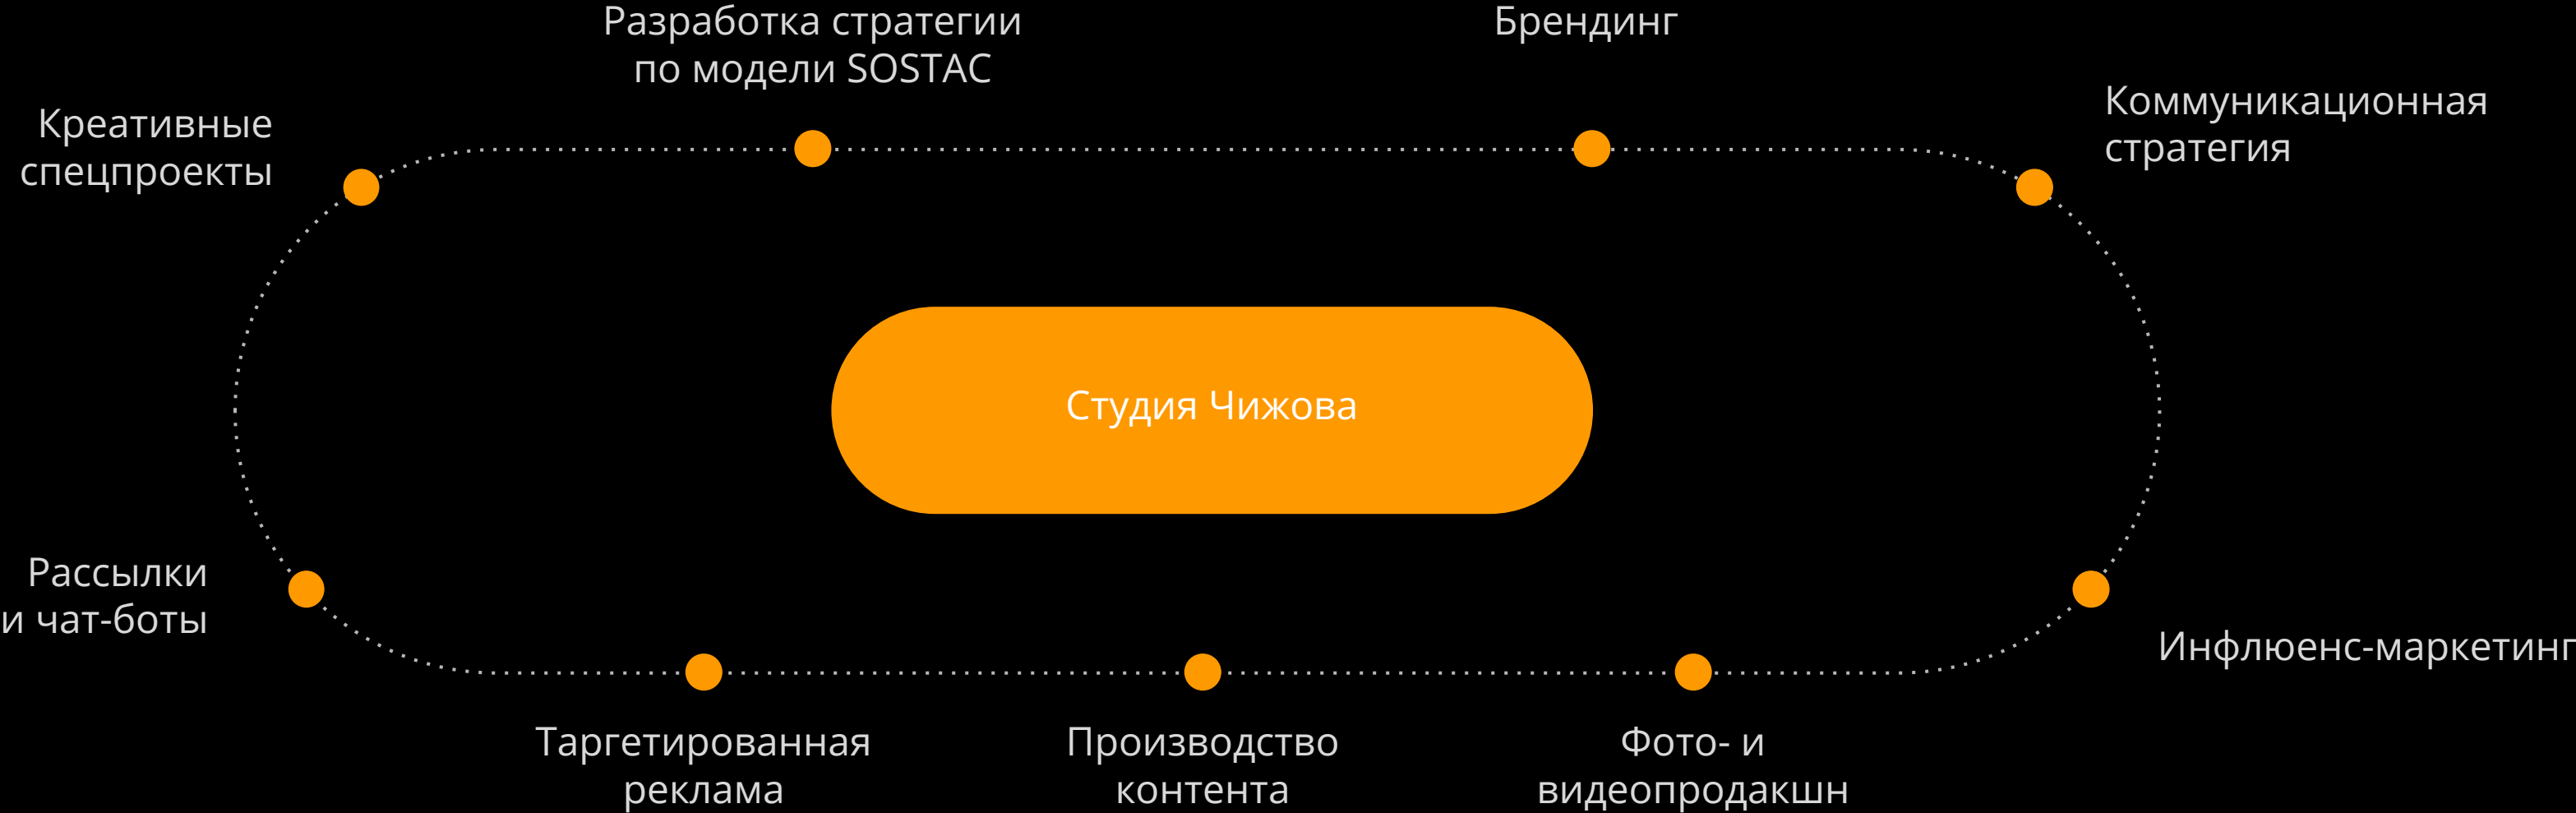 Разработка стратегии
по модели SOSTAC
Брендинг
Коммуникационная
стратегия
Креативные
спецпроекты
Студия Чижова
Рассылки
и чат-боты
Инфлюенс-маркетинг
Таргетированная
реклама
Производство
контента
Фото- и
видеопродакшн